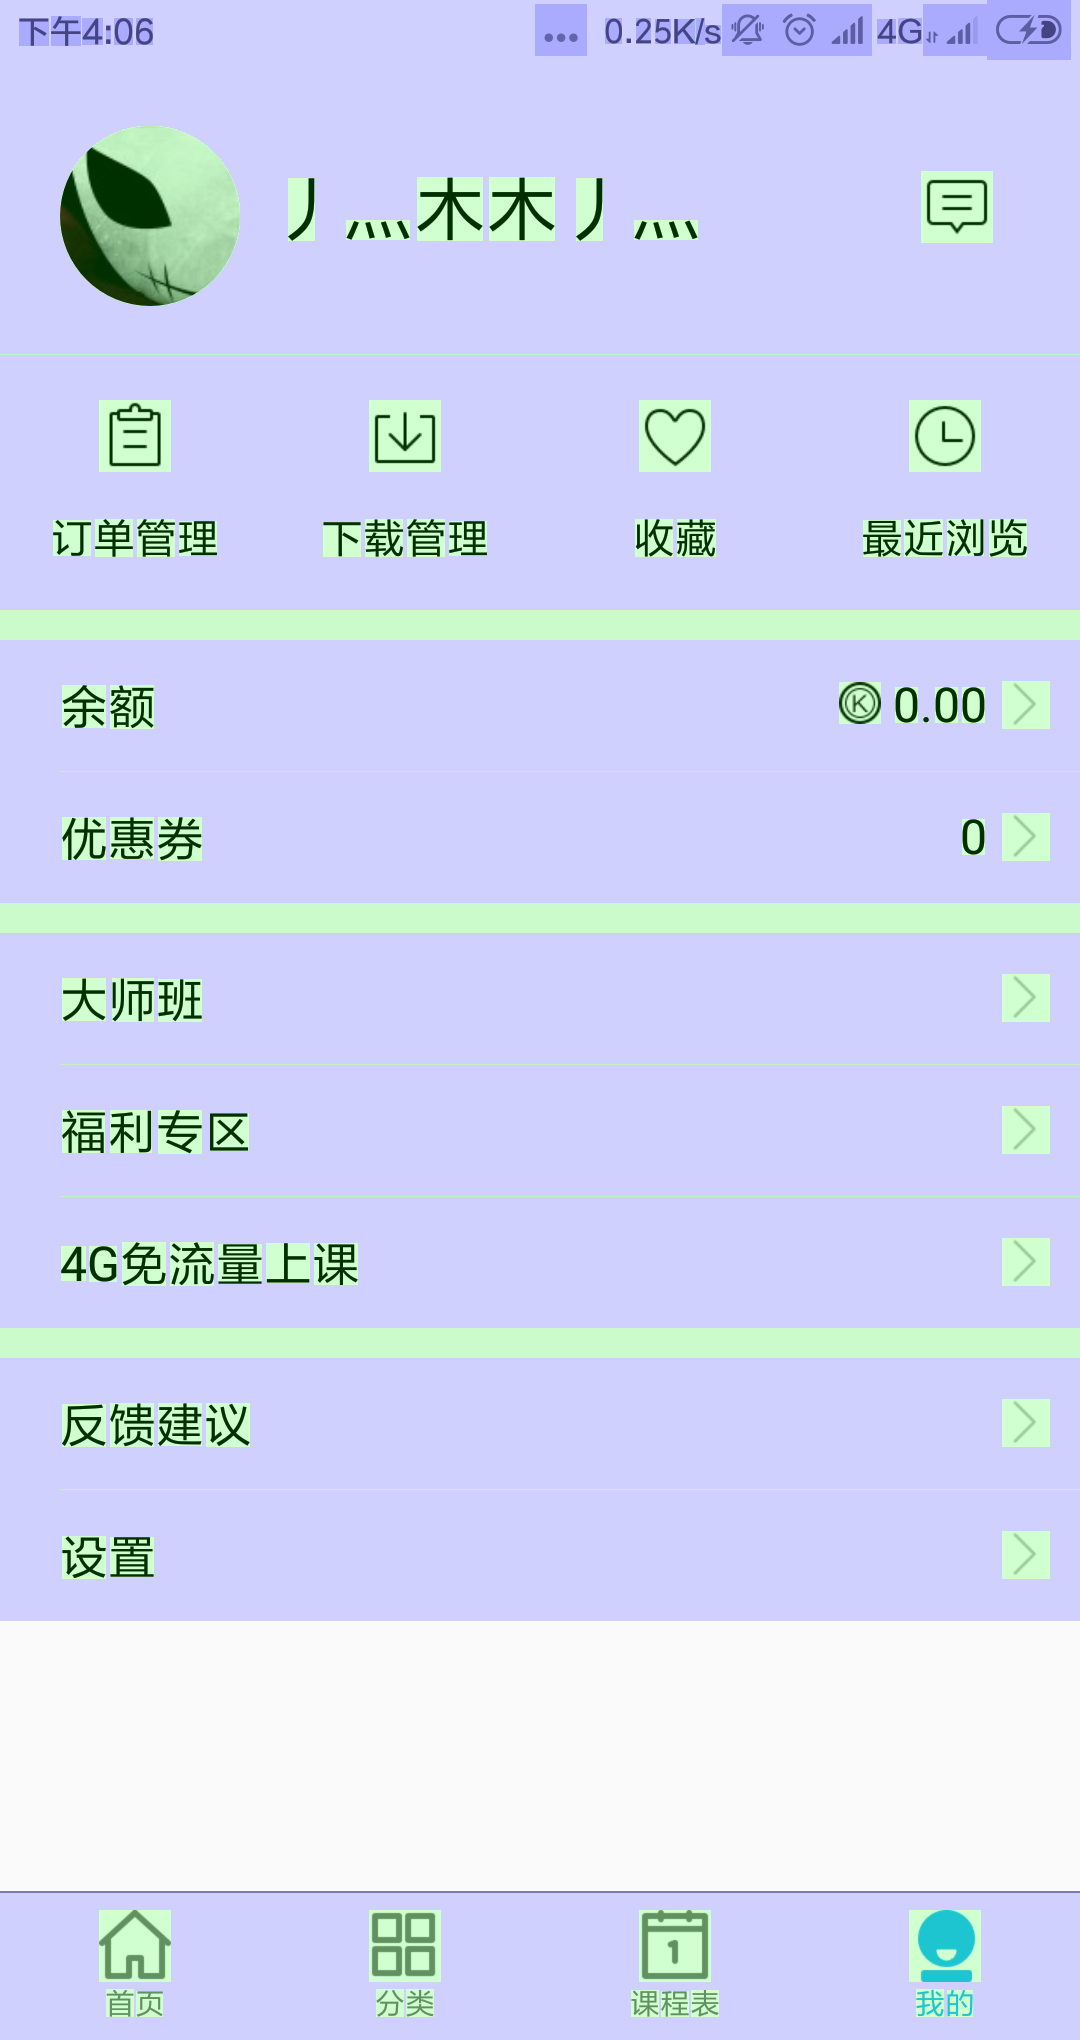 下午4:06 ... 0.25K/s 4G
丿灬木木丿灬
订单管理 下载管理 收藏 最近浏览
余额 K 0.00
优惠券 0
大师班
福利专区
4G免流量上课
反馈建议
设置
1
首页 分类 课程表 我的